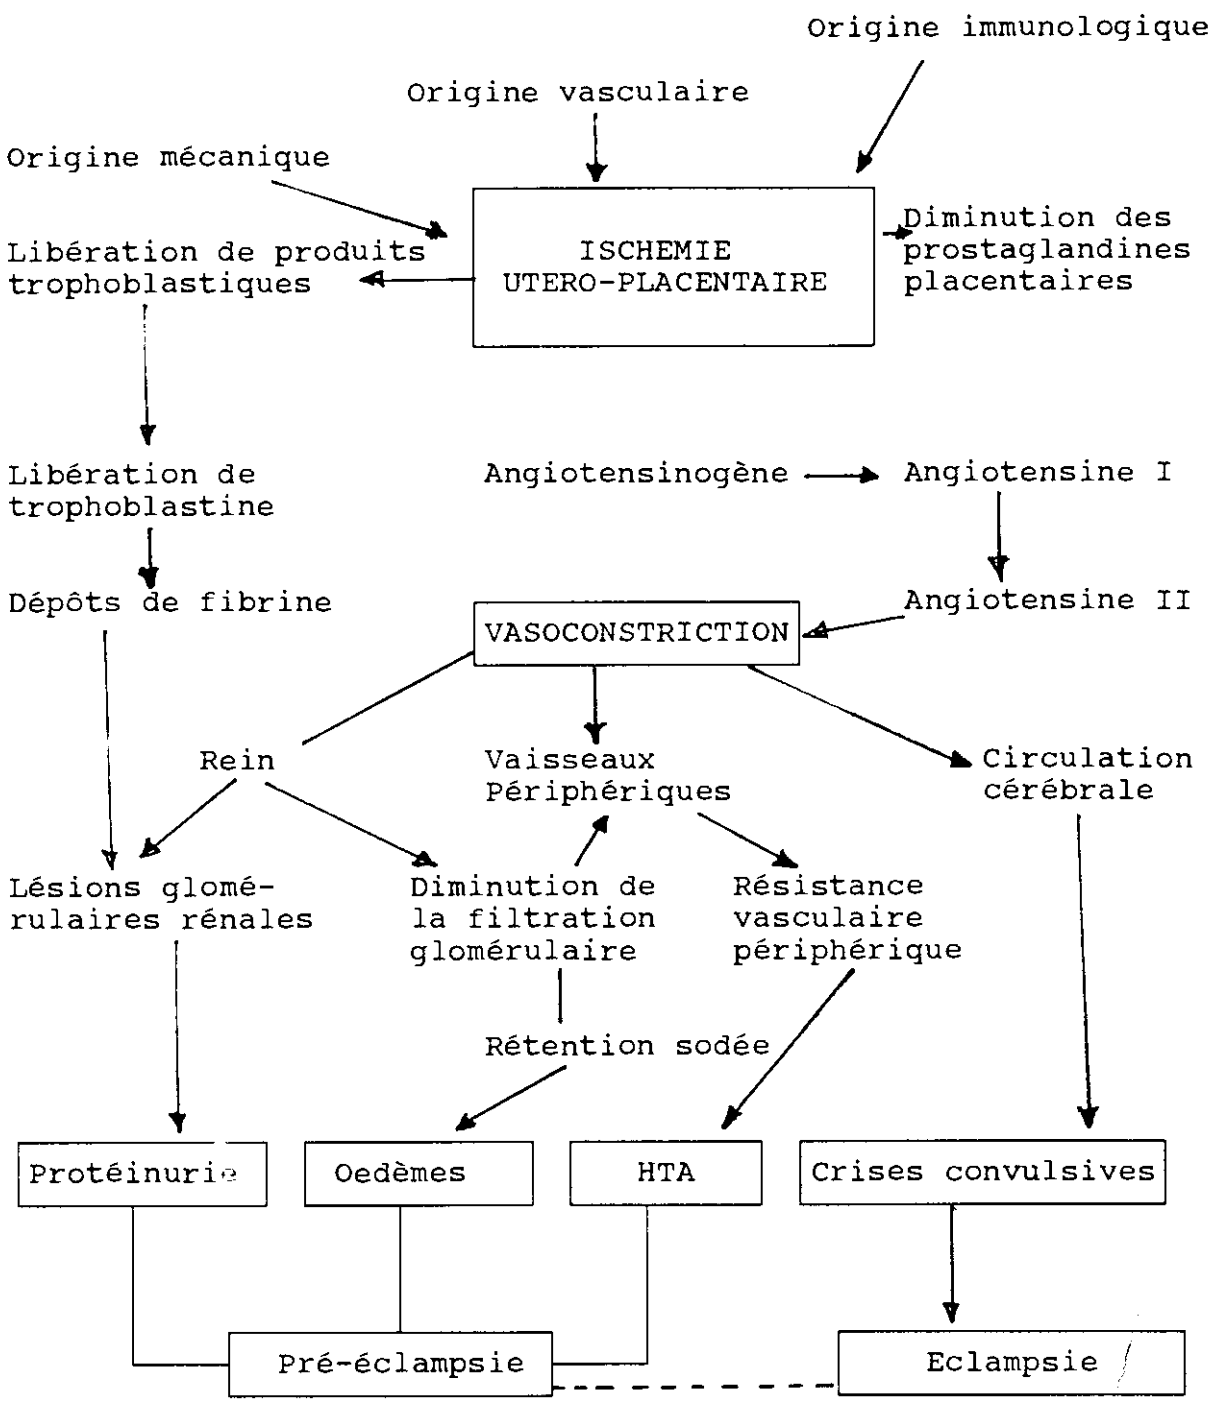 Origine immunologique
Origine vasculaire
Origine mécanique
Libération de produits
trophoblastiques
ISCHEMIE
UTERO-PLACENTAIRE
Diminution des
prostaglandines
placentaires
Libération de
trophoblastine
Angiotensinogène
Angiotensine I
Dépôts de fibrine
Angiotensine II
VASOCONSTRICTION
Rein
Vaisseaux
Périphériques
Circulation
cérébrale
Lésions glomé-
rulaires rénales
Diminution de
la filtration
glomérulaire
Résistance
vasculaire
périphérique
Rétention sodée
Protéinurie
Oedèmes
HTA
Crises convulsives
Pré-éclampsie
Eclampsie